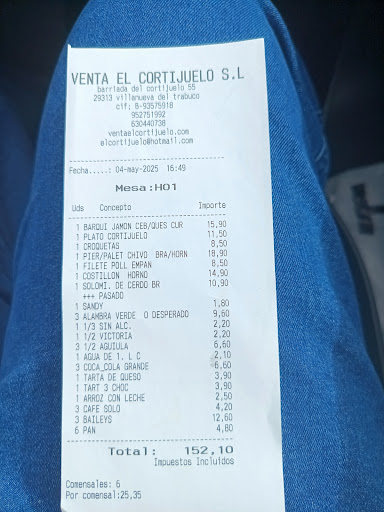 VENTA EL CORTIJUELO S.L
barriada del cortijuelo 55
29313 villanueva del trabuco
cif: B-93575918
952751992
630440738
ventaelcortijuelo.com
elcortijuelo@hotmail.com
Fecha.....: 04-may-2025 16:49
Mesa:H01
Uds Concepto Importe
1 BARQUI JAMON CEB/QUES CUR 15,90
1 PLATO CORTIJUELO 11,50
1 CROQUETAS 8,50
1 PIER/PALET CHIVO BRA/HORN 18,90
1 FILETE POLL EMPAN 8,50
1 COSTILLON HORNO 14,90
1 SOLOMI. DE CERDO BR 10,90
+++ PASADO
1 SANDY 1,80
3 ALAMBRA VERDE O DESPERADO 9,60
1 1/3 SIN ALC. 2,20
1 1/2 VICTORIA 2,20
3 1/2 AGUIULA 6,60
1 AGUA DE 1. L C 2,10
3 COCA_COLA GRANDE 6,60
1 TARTA DE QUESO 3,90
1 TART 3 CHOC 3,90
1 ARROZ CON LECHE 2,50
3 CAFE SOLO 4,20
3 BAILEYS 12,60
6 PAN 4,80
Total: 152,10
Impuestos Incluidos
Comensales: 6
Por comensal:25,35